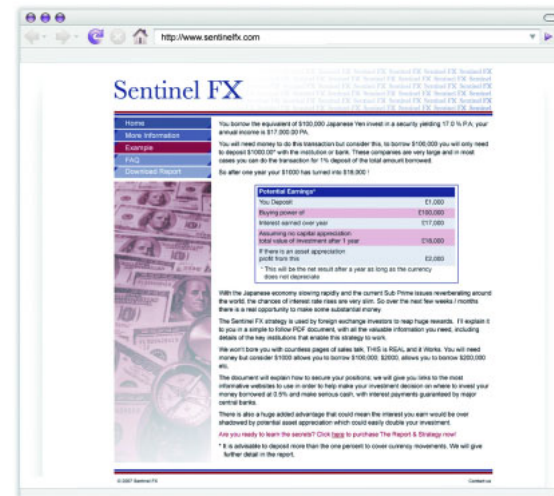 http://www.sentinelfx.com
Sentinel FX
Home
More Information
Example
FAQ
Download Report
You borrow the equivalent of $100,000 Japanese Yen invest in a security yielding 17.0 % P.A; your
annual income is $17,000.00 PA.
You will need money to do this transaction but consider this, to borrow $100,000 you will only need
to deposit $1000.00* with the institution or bank. These companies are very large and in most
cases you can do the transaction for 1% deposit of the total amount borrowed.
So after one year your $1000 has turned into $18,000 !
Potential Earnings*
You Deposit £1,000
Buying power of £100,000
Interest earned over year £17,000
Assuming no capital appreciation
total value of investment after 1 year £18,000
If there is an asset appreciation
profit from this £2,000
* This will be the net result after a year as long as the currency
does not depreciate
With the Japanese economy slowing rapidly and the current Sub Prime issues reverberating around
the world, the chances of interest rate rises are very slim. So over the next few weeks / months
there is a real opportunity to make some substantial money
The Sentinel FX strategy is used by foreign exchange investors to reap huge rewards. I'll explain it
to you in a simple to follow PDF document, with all the valuable information you need, including
details of the key institutions that enable this strategy to work.
We won't bore you with countless pages of sales talk, THIS is REAL and it Works. You will need
money but consider $1000 allows you to borrow $100,000; $2000, allows you to borrow $200,000
etc.
The document will explain how to secure your positions; we will give you links to the most
informative websites to use in order to help make your investment decision on where to invest your
money borrowed at 0.5% and make serious cash, with interest payments guaranteed by major
central banks.
There is also a huge added advantage that could mean the interest you earn would be over
shadowed by potential asset appreciation which could easily double your investment.
Are you ready to learn the secrets? Click here to purchase The Report & Strategy now!
* It is advisable to deposit more than the one percent to cover currency movements. We will give
further detail in the report.
© 2007 Sentinel FX
Contact us